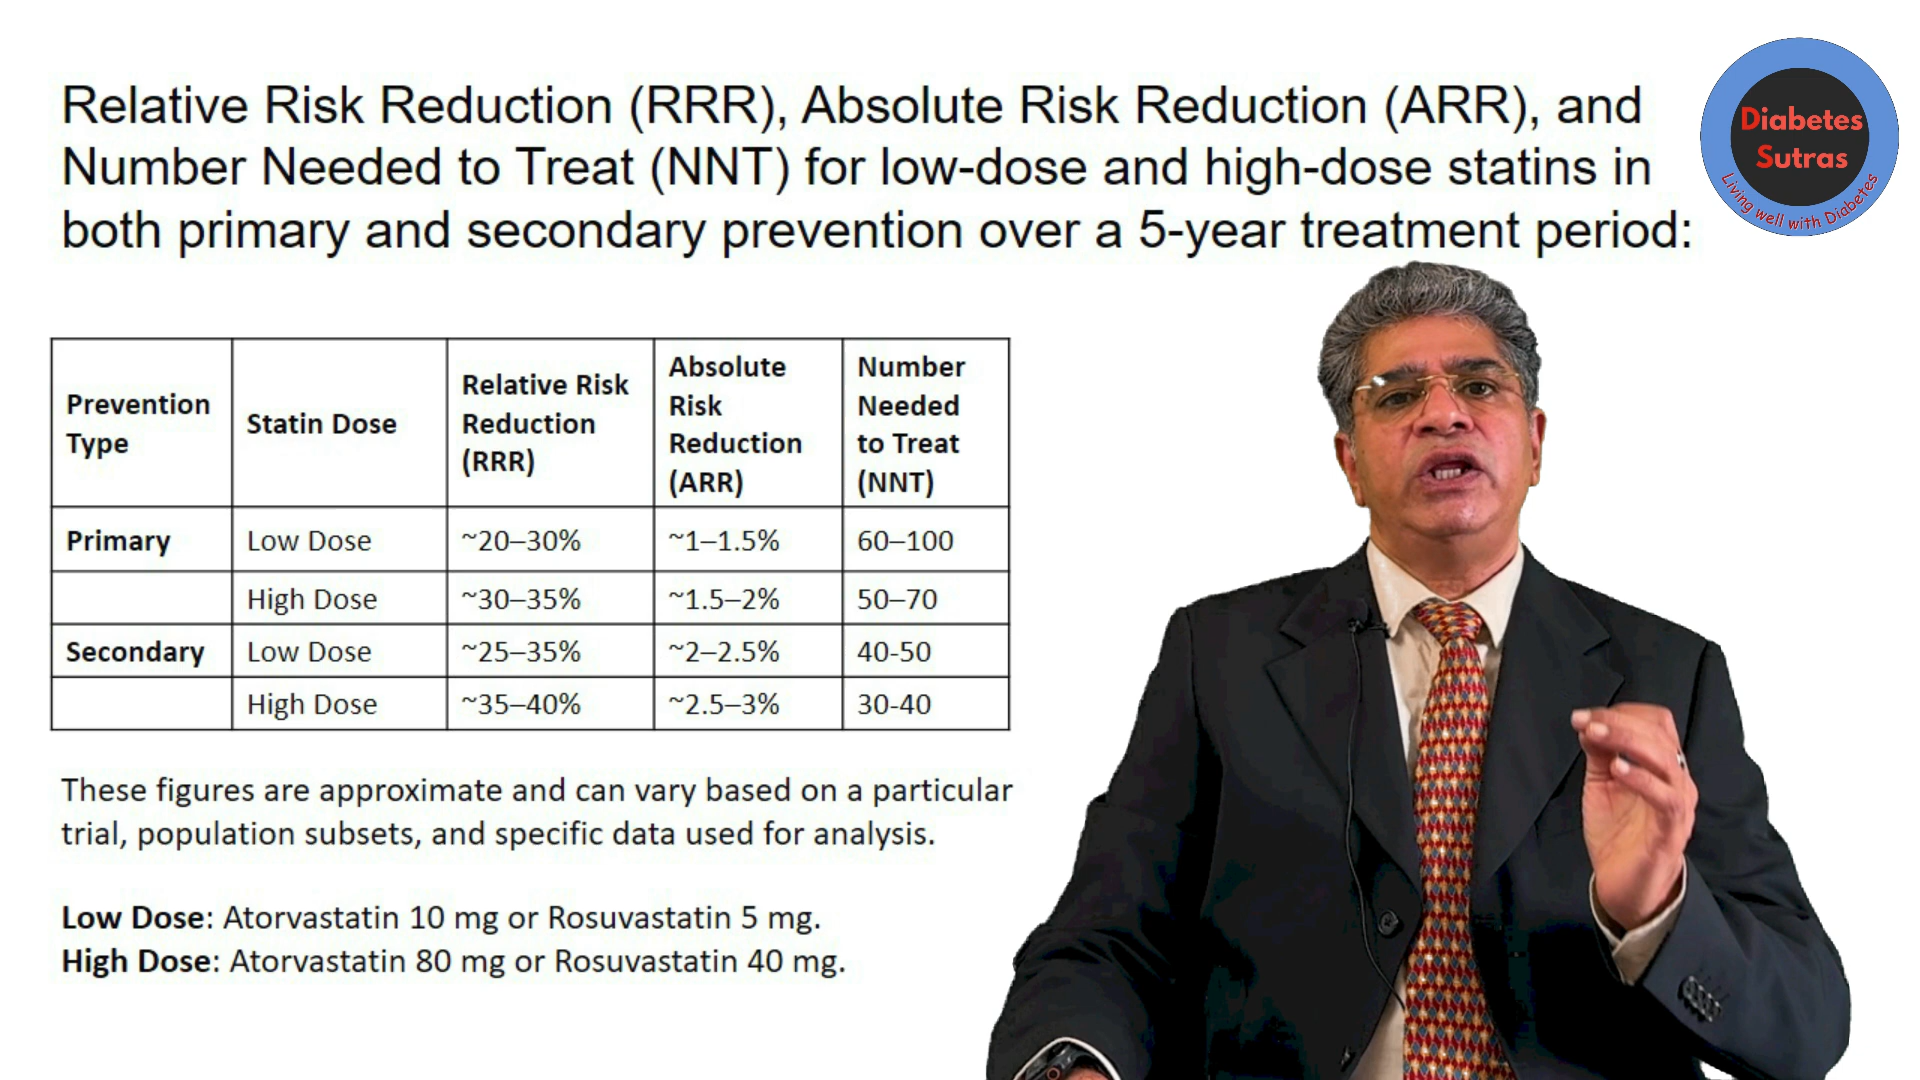 Relative Risk Reduction (RRR), Absolute Risk Reduction (ARR), and
Number Needed to Treat (NNT) for low-dose and high-dose statins in
both primary and secondary prevention over a 5-year treatment period:
Diabetes
Sutras
Living well with Diabetes
Prevention Type Statin Dose Relative Risk Reduction (RRR) Absolute Risk Reduction (ARR) Number Needed to Treat (NNT)
Primary Low Dose ~20–30% ~1–1.5% 60–100
High Dose ~30–35% ~1.5–2% 50–70
Secondary Low Dose ~25–35% ~2–2.5% 40-50
High Dose ~35–40% ~2.5–3% 30-40
These figures are approximate and can vary based on a particular
trial, population subsets, and specific data used for analysis.
Low Dose: Atorvastatin 10 mg or Rosuvastatin 5 mg.
High Dose: Atorvastatin 80 mg or Rosuvastatin 40 mg.